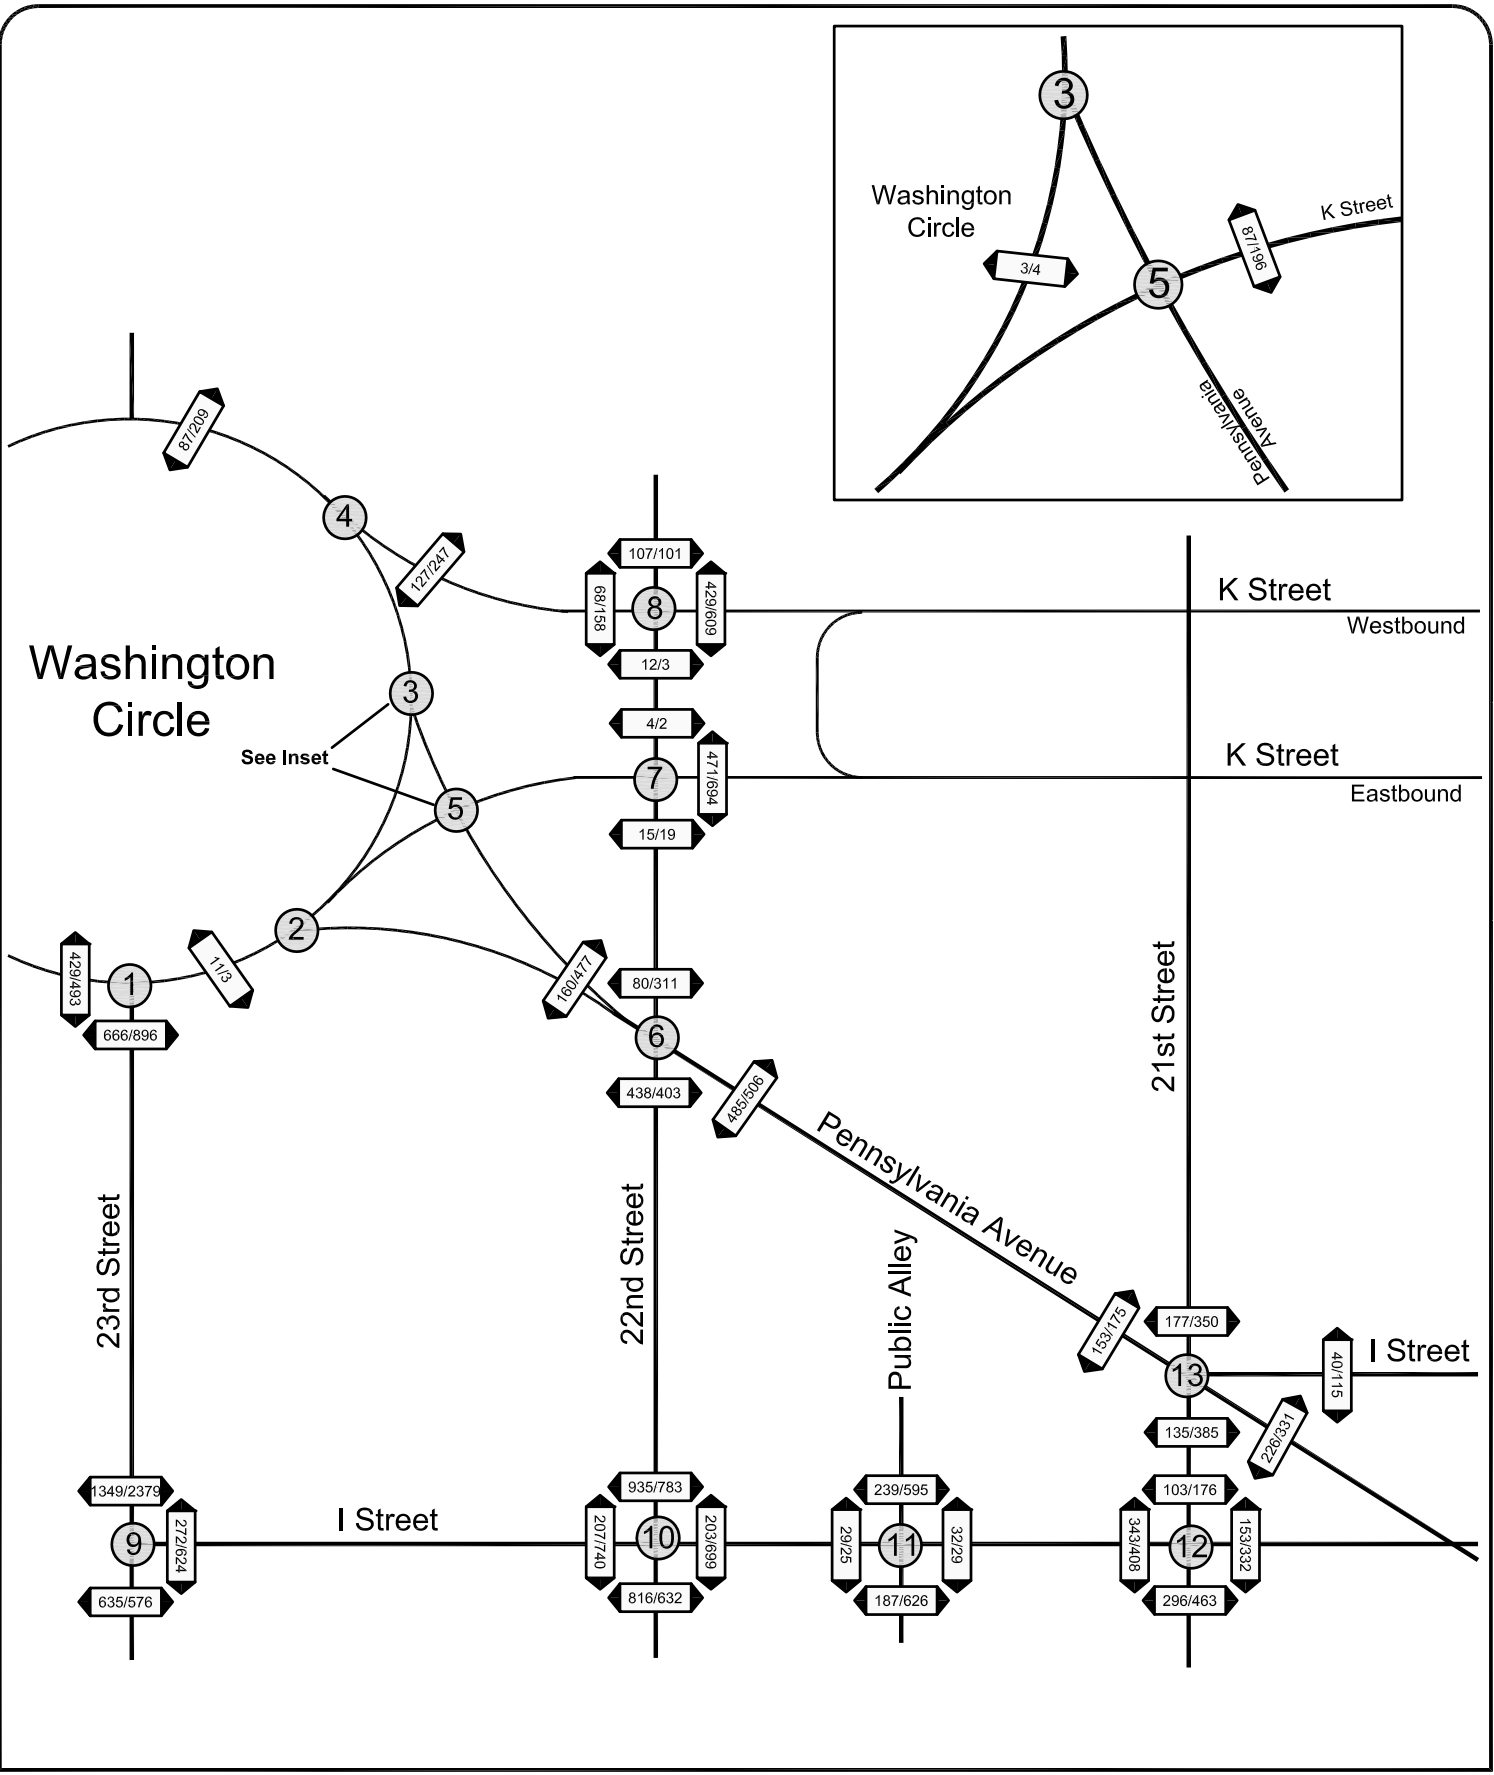 3
Washington
Circle
K Street
87/196
3/4
5
Pennsylvania
Avenue
87/209
4
127/247
107/101
68/158
8
429/609
K Street
Westbound
12/3
Washington
Circle
3
See Inset
4/2
7
471/694
K Street
Eastbound
15/19
5
2
429/493
1
11/3
666/896
160/477
80/311
6
438/403
485/506
21st Street
Pennsylvania Avenue
23rd Street
22nd Street
Public Alley
153/175
177/350
13
I Street
40/115
135/385
226/331
1349/2379
9
272/624
635/576
I Street
935/783
207/740
10
203/699
816/632
239/595
29/25
11
32/29
187/626
103/176
343/408
12
153/332
296/463